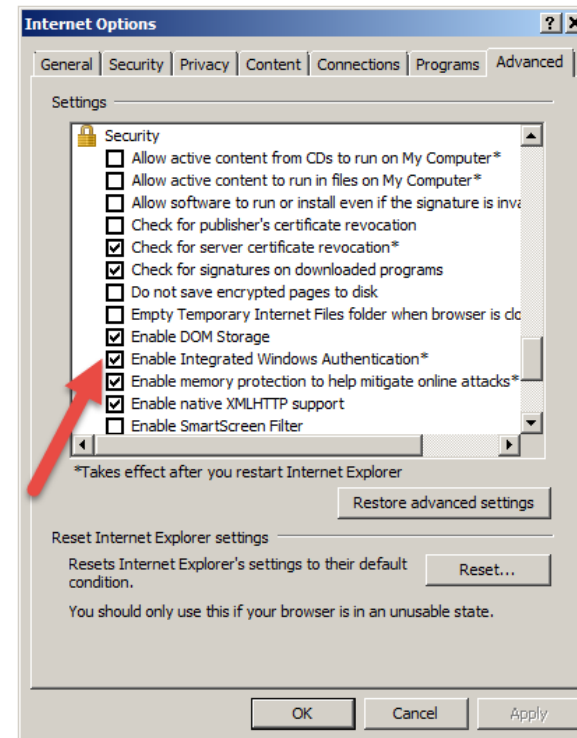 Internet Options
General Security Privacy Content Connections Programs Advanced
Settings
Security
Allow active content from CDs to run on My Computer*
Allow active content to run in files on My Computer*
Allow software to run or install even if the signature is inva
Check for publisher's certificate revocation
Check for server certificate revocation*
Check for signatures on downloaded programs
Do not save encrypted pages to disk
Empty Temporary Internet Files folder when browser is clo
Enable DOM Storage
Enable Integrated Windows Authentication*
Enable memory protection to help mitigate online attacks*
Enable native XMLHTTP support
Enable SmartScreen Filter
*Takes effect after you restart Internet Explorer
Restore advanced settings
Reset Internet Explorer settings
Resets Internet Explorer's settings to their default
condition.
Reset...
You should only use this if your browser is in an unusable state.
OK Cancel Apply